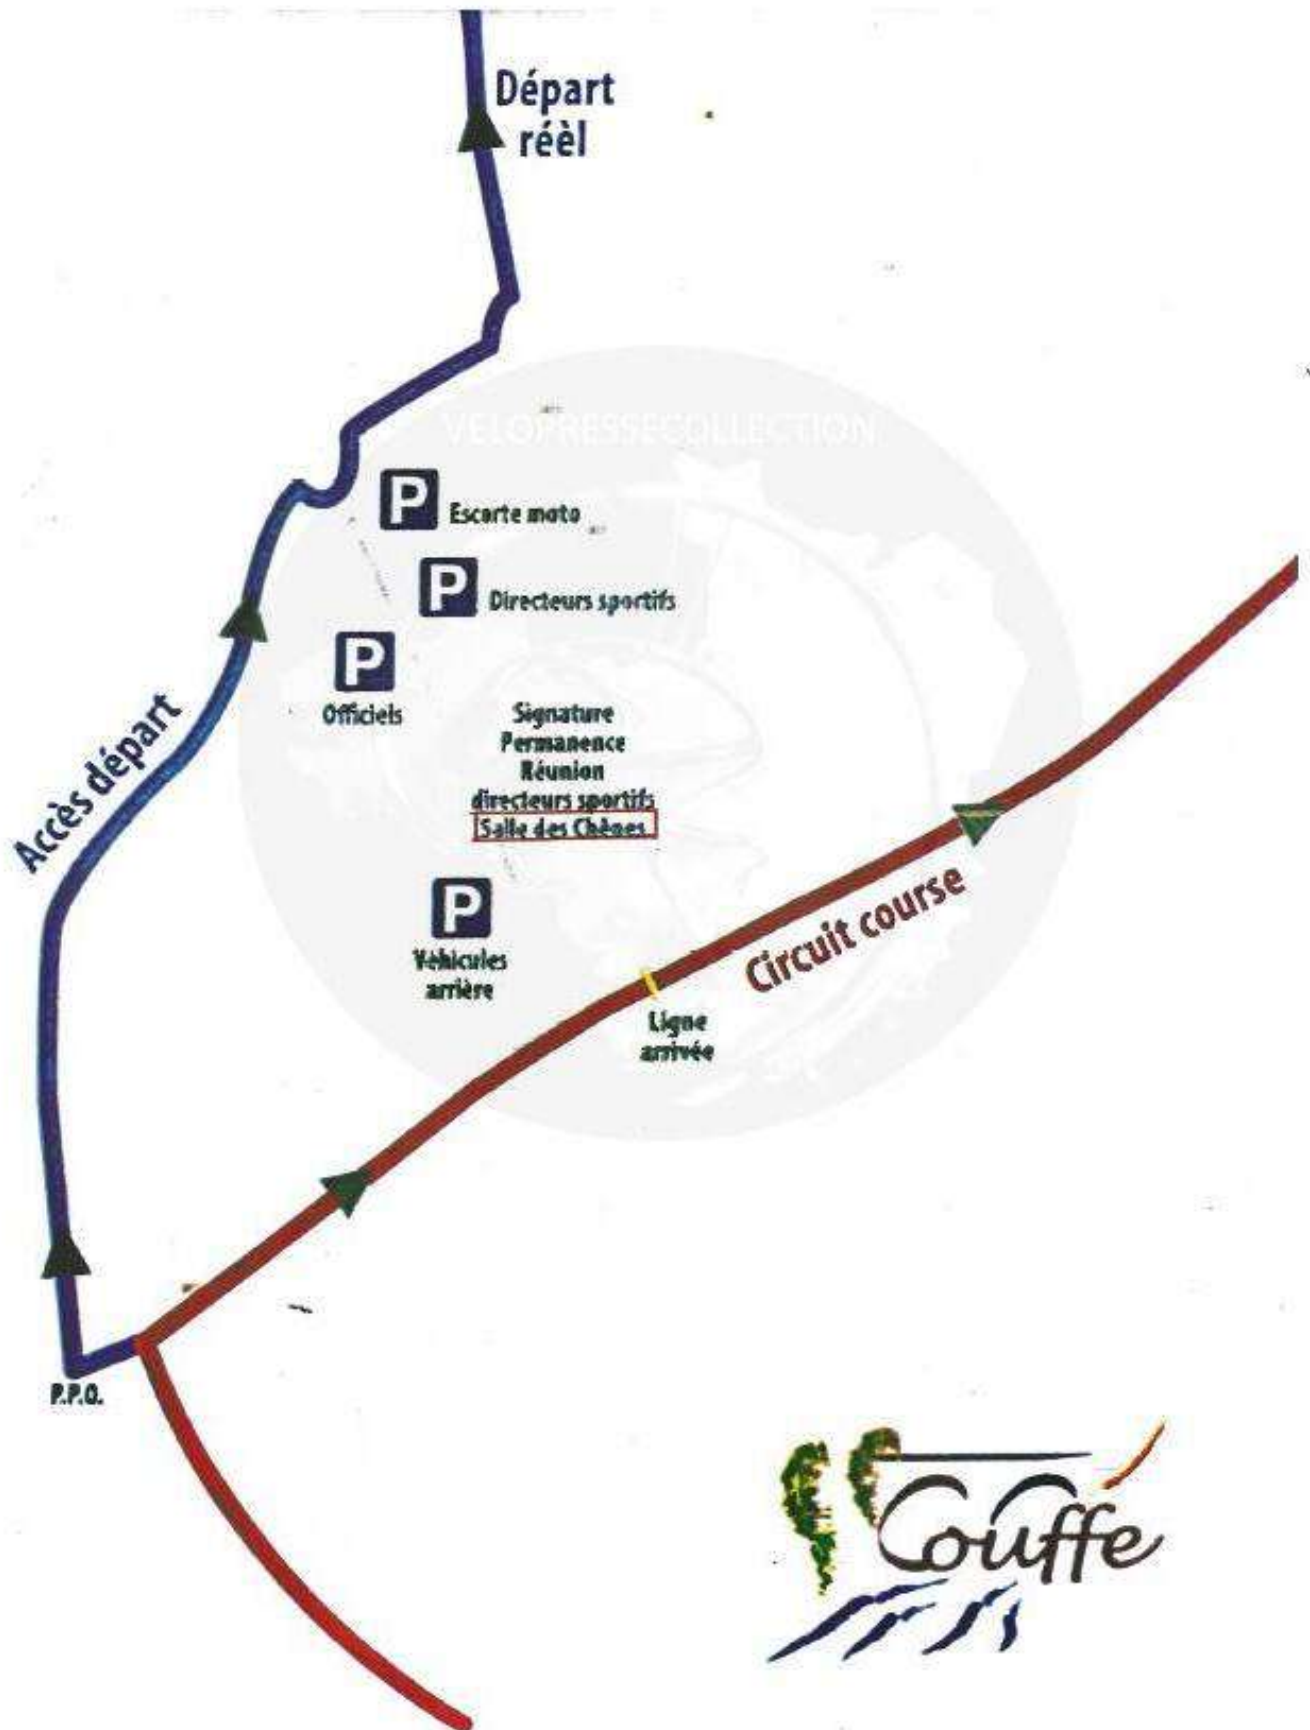 Départ
réèl
VELOPRESSECOLLECTION
P
Escorte moto
P
Directeurs sportifs
P
Officiels
Signature
Permanence
Réunion
directeurs sportifs
Salle des Chênes
Accès départ
P
Véhicules
arrière
Circuit course
Ligne
arrivée
P.P.O.
Couffé